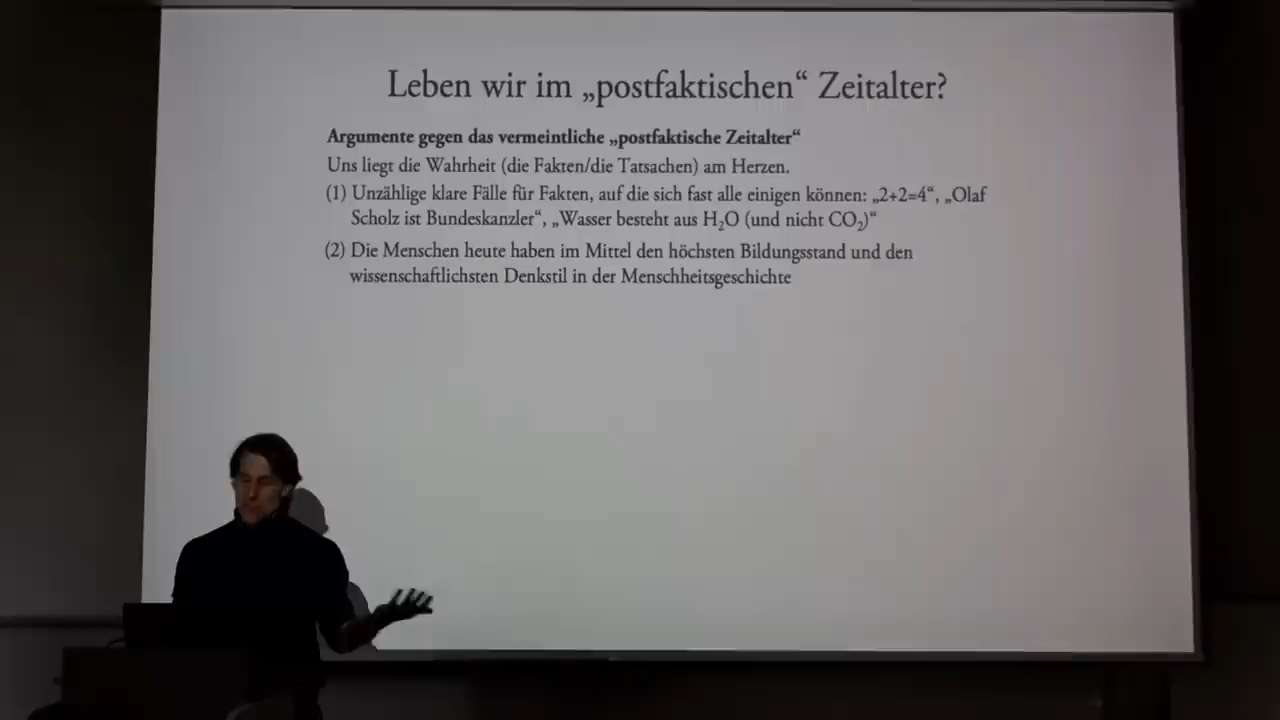 Leben wir im „postfaktischen“ Zeitalter?
Argumente gegen das vermeintliche „postfaktische Zeitalter“
Uns liegt die Wahrheit (die Fakten/die Tatsachen) am Herzen.
(1) Unzählige klare Fälle für Fakten, auf die sich fast alle einigen können: „2+2=4“, „Olaf
Scholz ist Bundeskanzler“, „Wasser besteht aus H₂O (und nicht CO₂)“
(2) Die Menschen heute haben im Mittel den höchsten Bildungsstand und den
wissenschaftlichsten Denkstil in der Menschheitsgeschichte